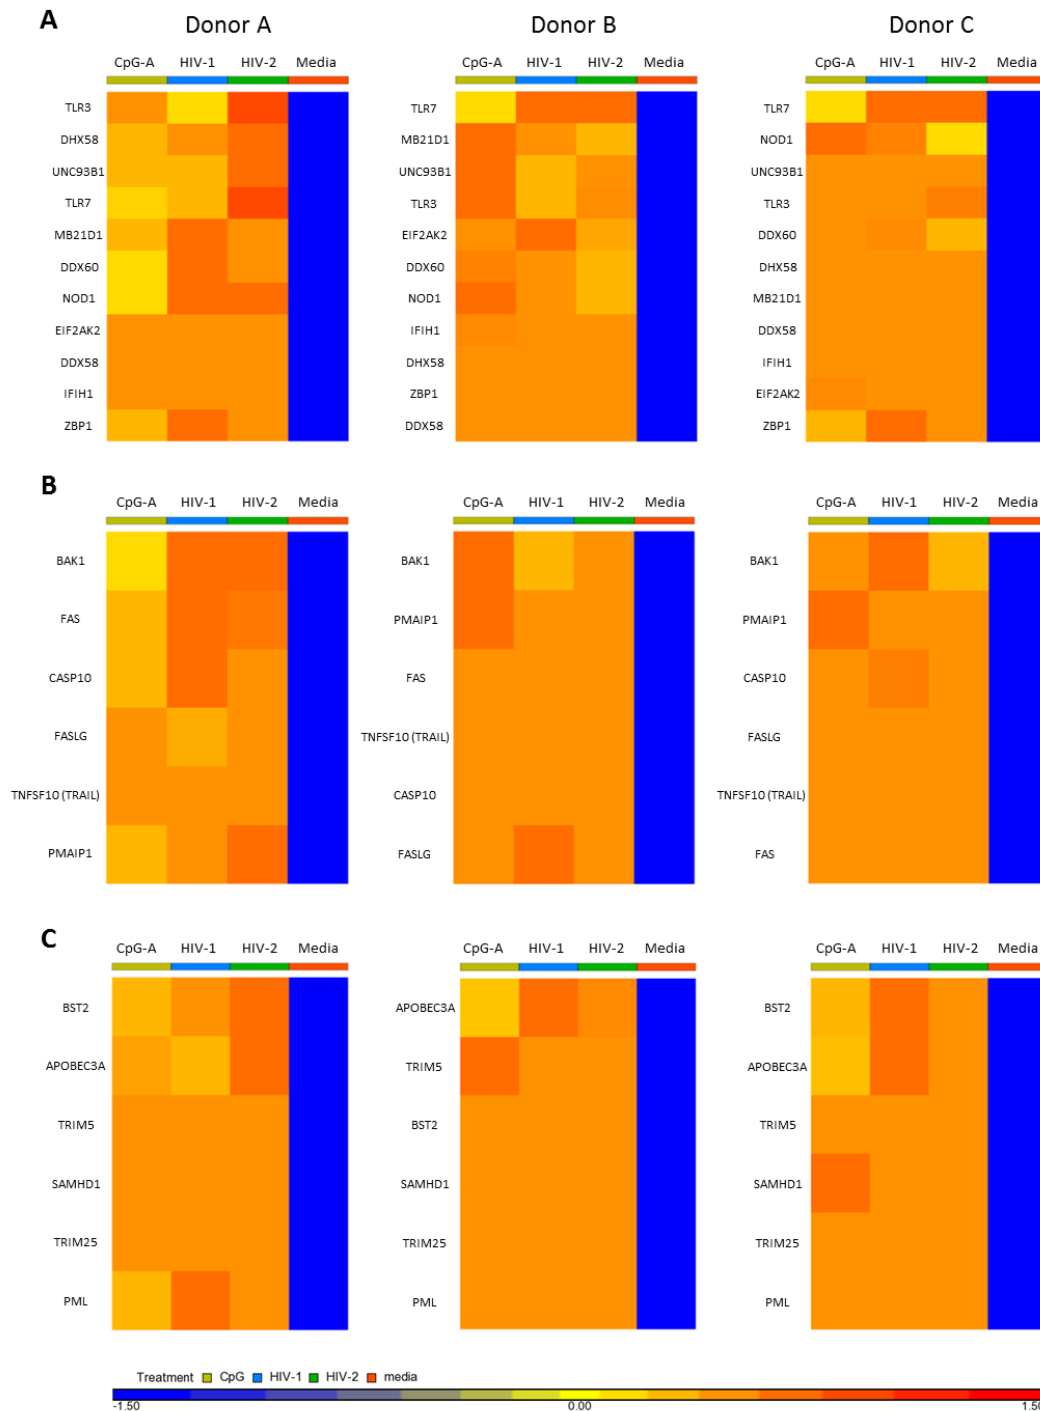 A
Donor A
Donor B
Donor C
CpG-A HIV-1 HIV-2 Media
CpG-A HIV-1 HIV-2 Media
CpG-A HIV-1 HIV-2 Media
TLR3
DHX58
UNC93B1
TLR7
MB21D1
DDX60
NOD1
EIF2AK2
DDX58
IFIH1
ZBP1
TLR7
MB21D1
UNC93B1
TLR3
EIF2AK2
DDX60
NOD1
IFIH1
DHX58
ZBP1
DDX58
TLR7
NOD1
UNC93B1
TLR3
DDX60
DHX58
MB21D1
DDX58
IFIH1
EIF2AK2
ZBP1
B
CpG-A HIV-1 HIV-2 Media
CpG-A HIV-1 HIV-2 Media
CpG-A HIV-1 HIV-2 Media
BAK1
FAS
CASP10
FASLG
TNFSF10 (TRAIL)
PMAIP1
BAK1
PMAIP1
FAS
TNFSF10 (TRAIL)
CASP10
FASLG
BAK1
PMAIP1
CASP10
FASLG
TNFSF10 (TRAIL)
FAS
C
CpG-A HIV-1 HIV-2 Media
CpG-A HIV-1 HIV-2 Media
CpG-A HIV-1 HIV-2 Media
BST2
APOBEC3A
TRIM5
SAMHD1
TRIM25
PML
APOBEC3A
TRIM5
BST2
SAMHD1
TRIM25
PML
BST2
APOBEC3A
TRIM5
SAMHD1
TRIM25
PML
Treatment CpG HIV-1 HIV-2 media
-1.50 0.00 1.50